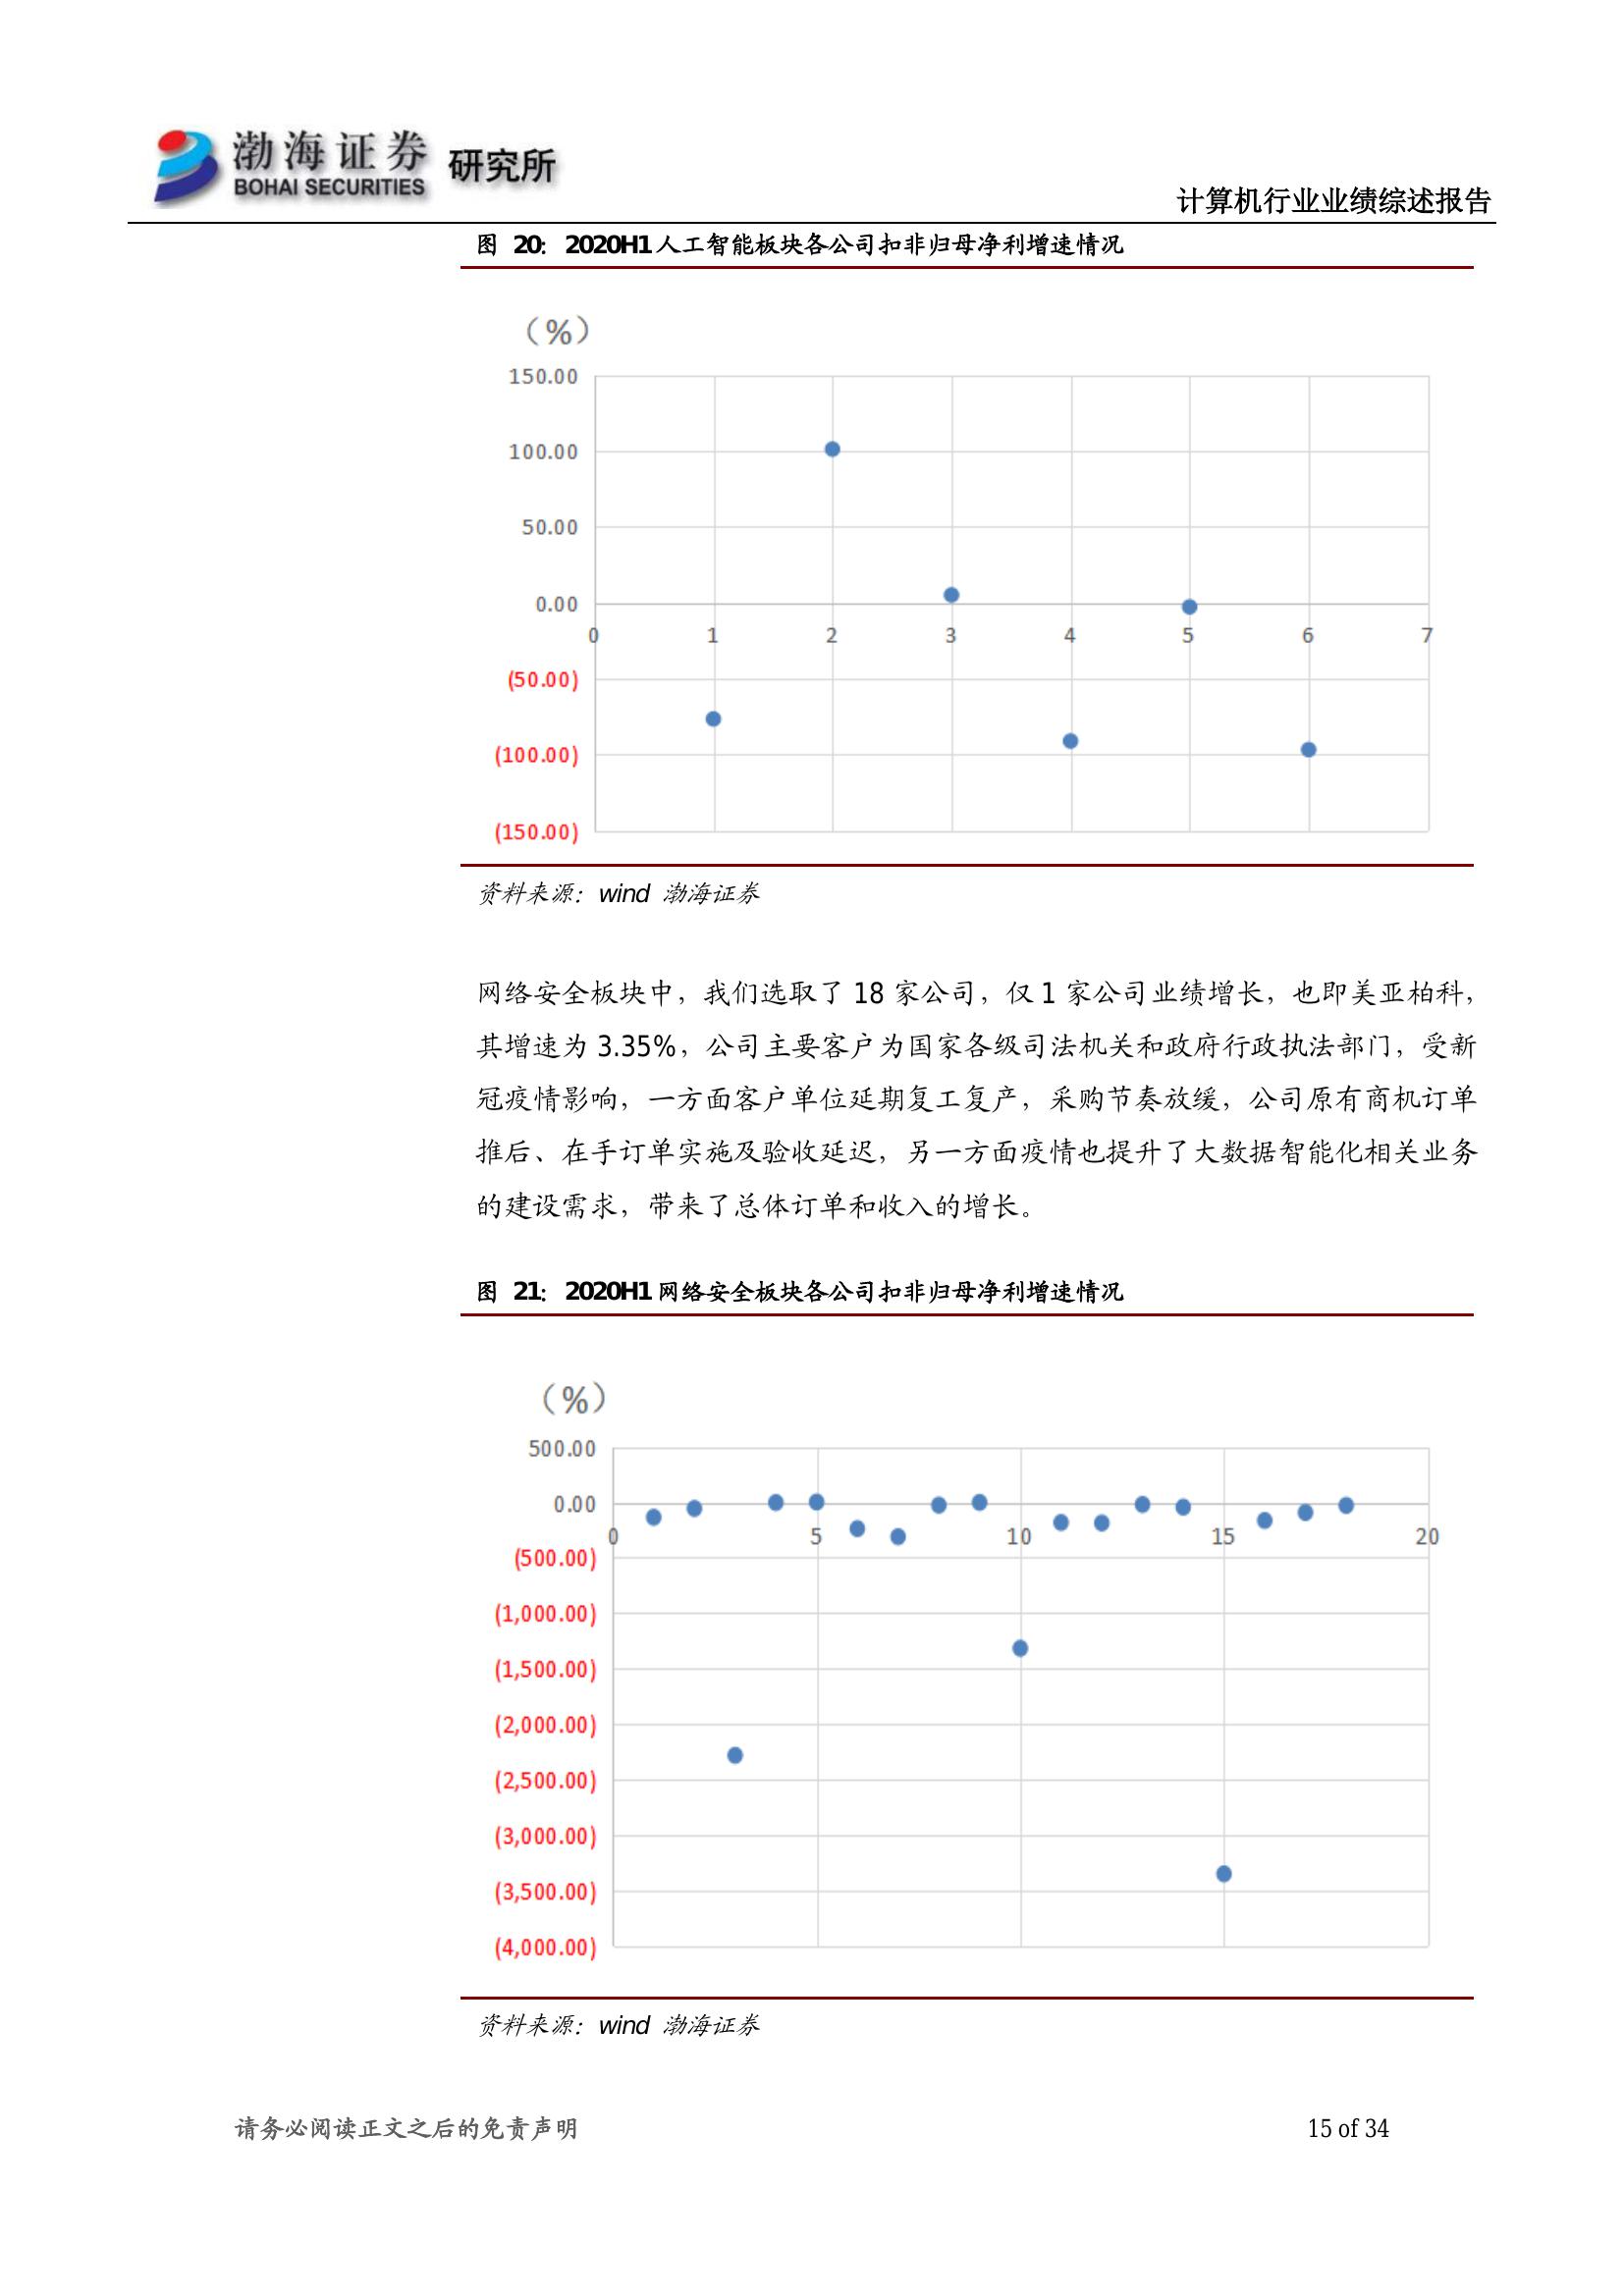 渤海证券 研究所
BOHAI SECURITIES
计算机行业业绩综述报告
图 20: 2020H1 人工智能板块各公司扣非归母净利增速情况
（%）
150.00
100.00
50.00
0.00
0 1 2 3 4 5 6 7
(50.00)
(100.00)
(150.00)
资料来源：wind 渤海证券
网络安全板块中，我们选取了 18 家公司，仅 1 家公司业绩增长，也即美亚柏科，
其增速为 3.35%，公司主要客户为国家各级司法机关和政府行政执法部门，受新
冠疫情影响，一方面客户单位延期复工复产，采购节奏放缓，公司原有商机订单
推后、在手订单实施及验收延迟，另一方面疫情也提升了大数据智能化相关业务
的建设需求，带来了总体订单和收入的增长。
图 21: 2020H1 网络安全板块各公司扣非归母净利增速情况
（%）
500.00
0.00
0 5 10 15 20
(500.00)
(1,000.00)
(1,500.00)
(2,000.00)
(2,500.00)
(3,000.00)
(3,500.00)
(4,000.00)
资料来源：wind 渤海证券
请务必阅读正文之后的免责声明 15 of 34